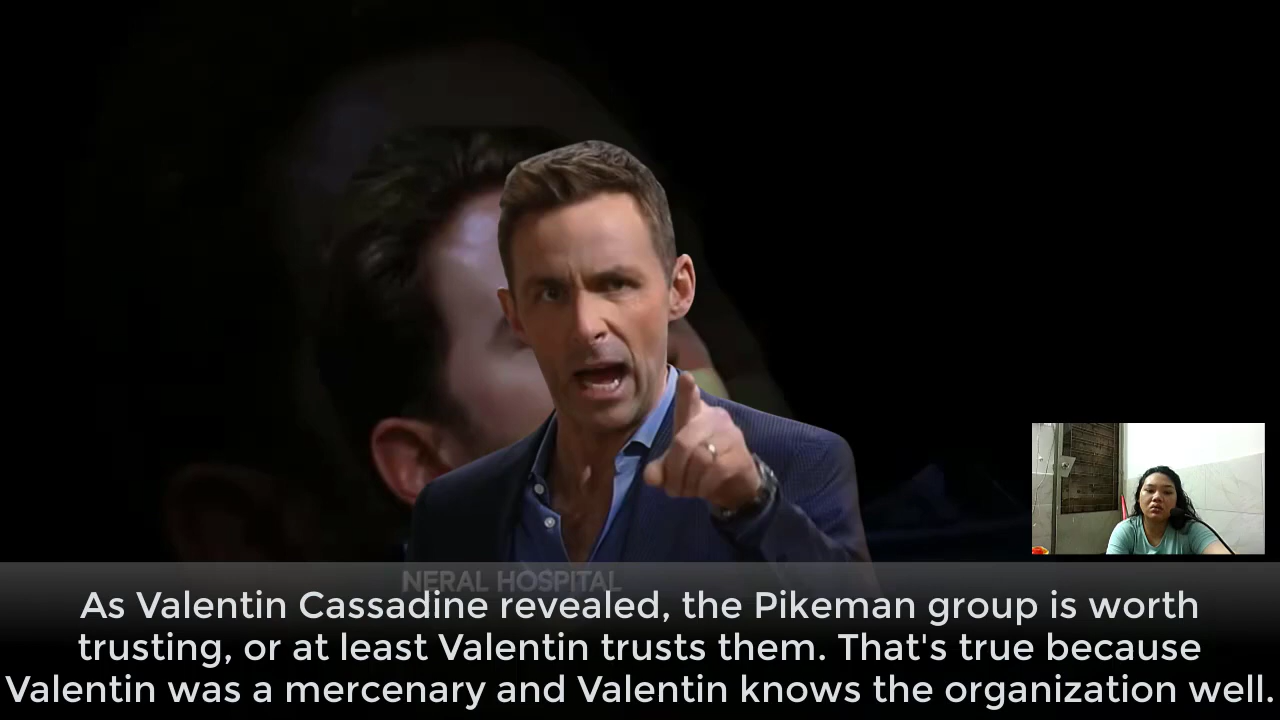 NERAL HOSPITAL
As Valentin Cassadine revealed, the Pikeman group is worth
trusting, or at least Valentin trusts them. That's true because
Valentin was a mercenary and Valentin knows the organization well.